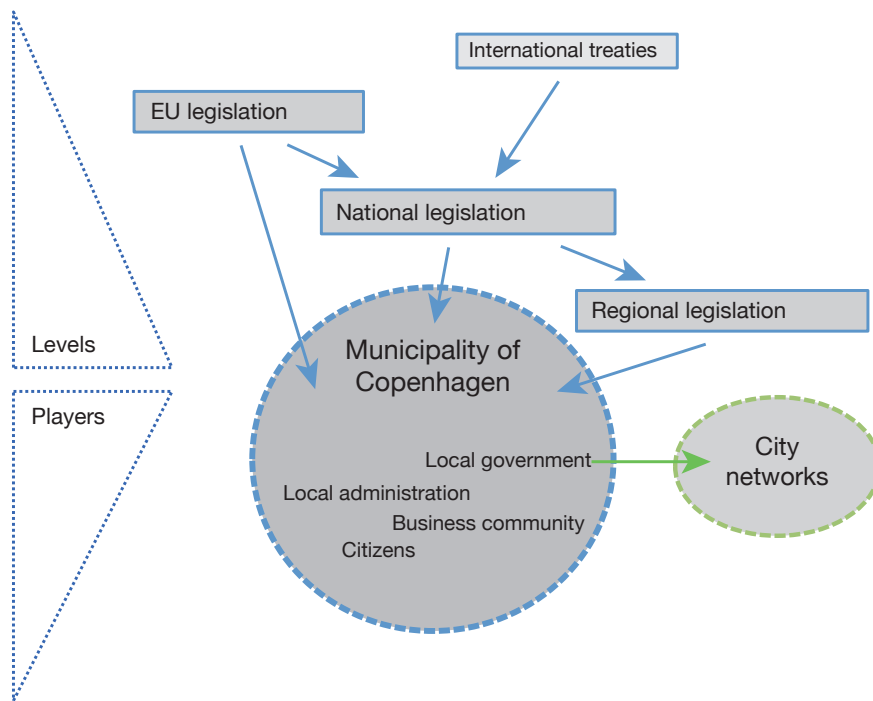 International treaties
EU legislation
National legislation
Regional legislation
Levels
Municipality of
Copenhagen
Players
Local government
City
networks
Local administration
Business community
Citizens